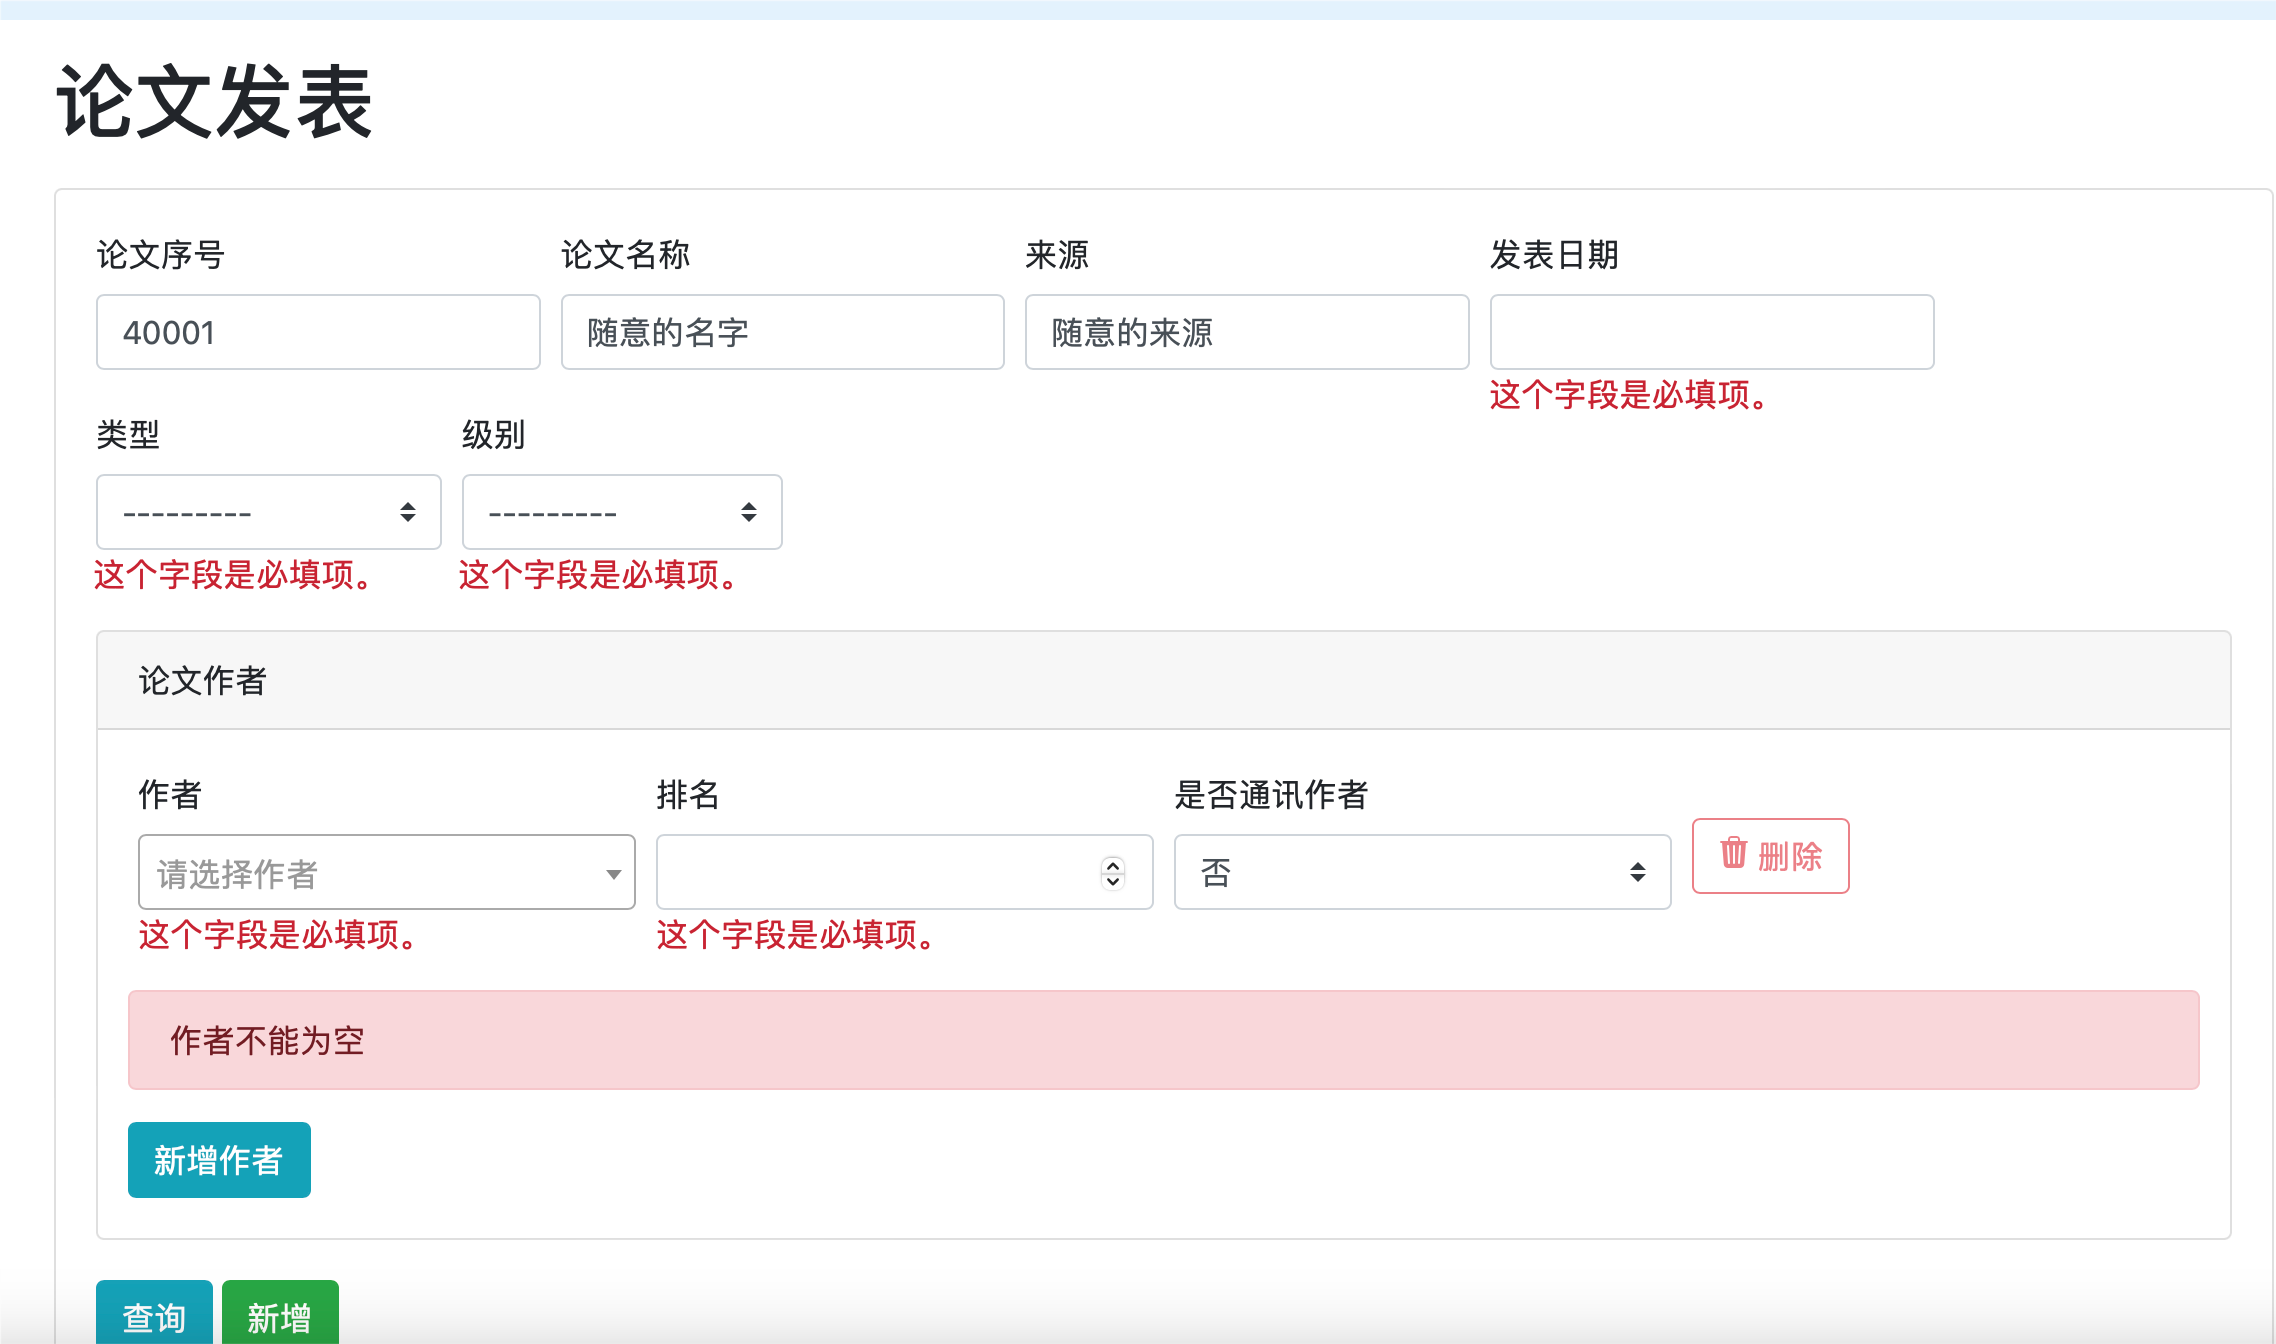 论文发表
论文序号 论文名称 来源 发表日期
40001 随意的名字 随意的来源
这个字段是必填项。
类型 级别
--------- ---------
这个字段是必填项。 这个字段是必填项。
论文作者
作者 排名 是否通讯作者
请选择作者 否 删除
这个字段是必填项。 这个字段是必填项。
作者不能为空
新增作者
查询 新增